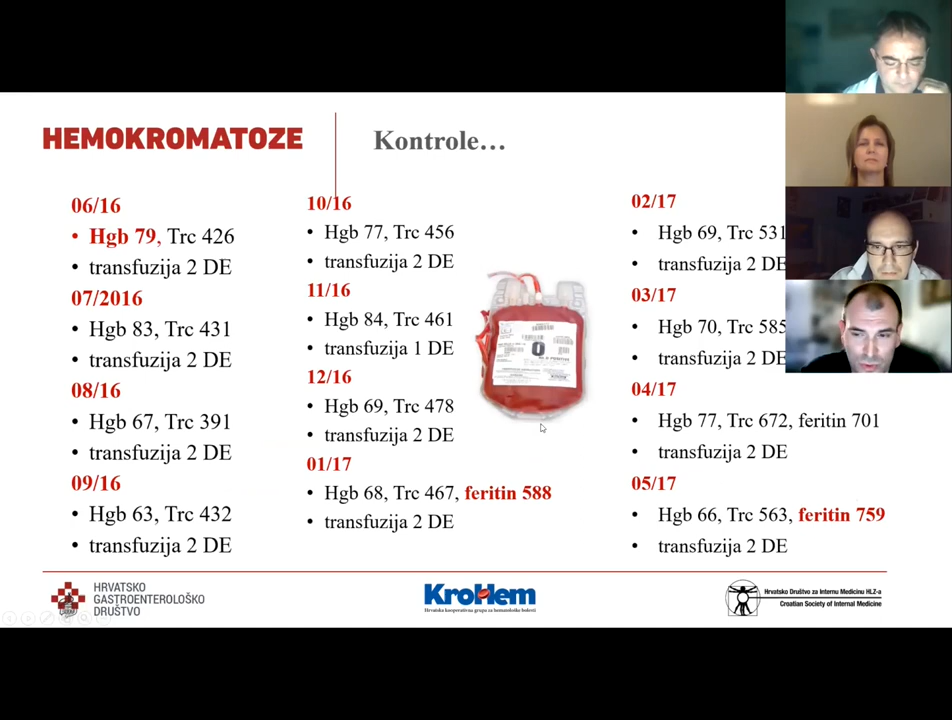 HEMOKROMATOZE
Kontrole…
06/16
• Hgb 79, Trc 426
• transfuzija 2 DE
07/2016
• Hgb 83, Trc 431
• transfuzija 2 DE
08/16
• Hgb 67, Trc 391
• transfuzija 2 DE
09/16
• Hgb 63, Trc 432
• transfuzija 2 DE
10/16
• Hgb 77, Trc 456
• transfuzija 2 DE
11/16
• Hgb 84, Trc 461
• transfuzija 1 DE
12/16
• Hgb 69, Trc 478
• transfuzija 2 DE
01/17
• Hgb 68, Trc 467, feritin 588
• transfuzija 2 DE
02/17
• Hgb 69, Trc 531
• transfuzija 2 DE
03/17
• Hgb 70, Trc 585
• transfuzija 2 DE
04/17
• Hgb 77, Trc 672, feritin 701
• transfuzija 2 DE
05/17
• Hgb 66, Trc 563, feritin 759
• transfuzija 2 DE
HRVATSKO
GASTROENTEROLOŠKO
DRUŠTVO
KroHem
Hrvatska kooperativna grupa za hematološke bolesti
Hrvatsko Društvo za Internu Medicinu HLZ-a
Croatian Society of Internal Medicine